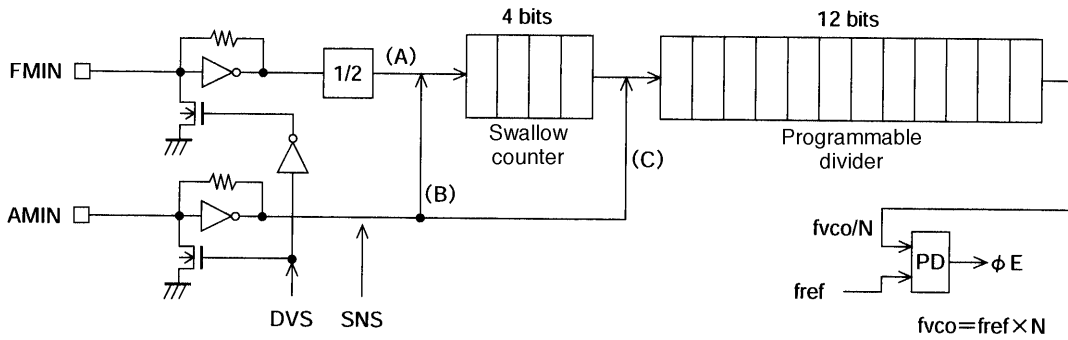 4 bits
12 bits
FMIN
1/2
(A)
Swallow
counter
Programmable
divider
(C)
(B)
AMIN
DVS
SNS
fvco/N
PD
φE
fref
fvco=fref×N